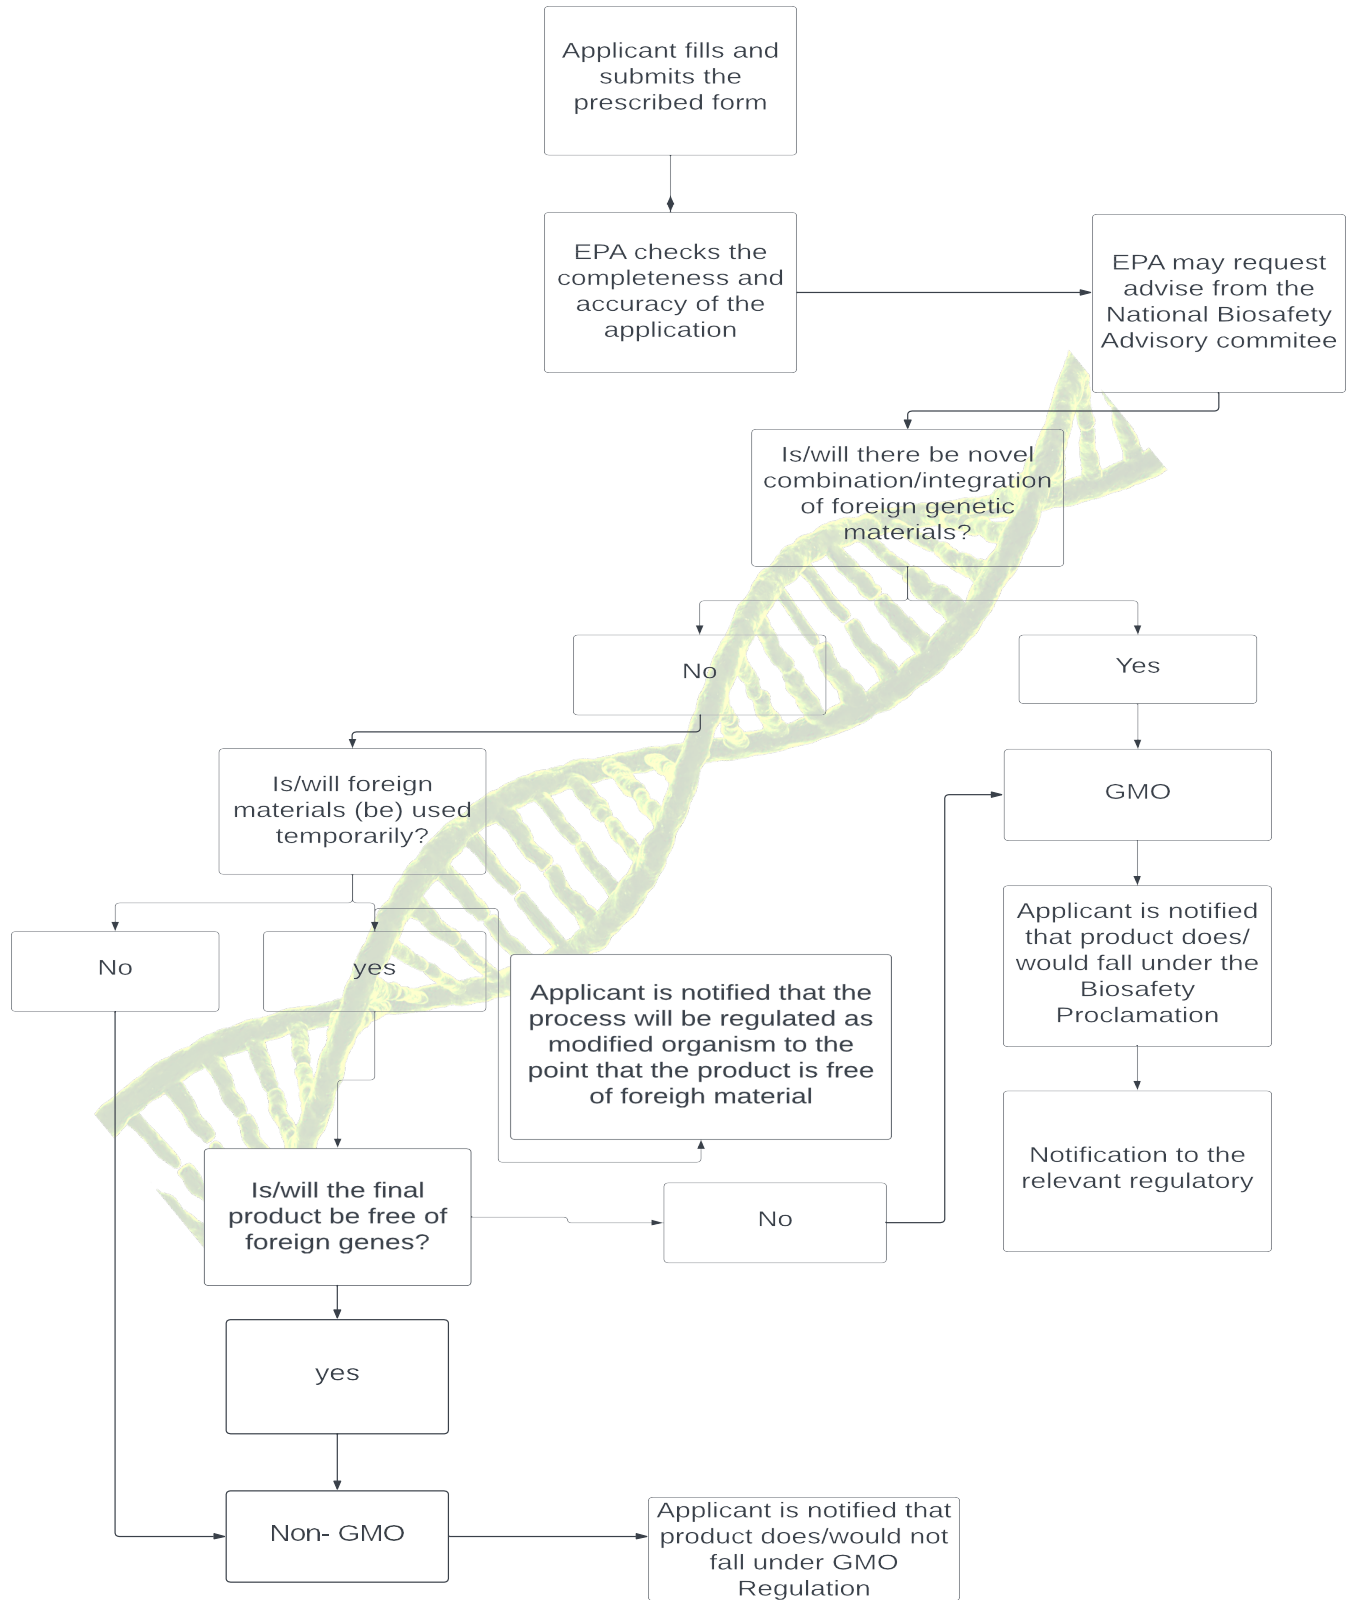 Applicant fills and
submits the
prescribed form
EPA checks the
completeness and
accuracy of the
application
EPA may request
advise from the
National Biosafety
Advisory commitee
Is/will there be novel
combination/integration
of foreign genetic
materials?
No
Yes
Is/will foreign
materials (be) used
temporarily?
GMO
No
yes
Applicant is notified
that product does/
would fall under the
Biosafety
Proclamation
Applicant is notified that the
process will be regulated as
modified organism to the
point that the product is free
of foreigh material
Notification to the
relevant regulatory
Is/will the final
product be free of
foreign genes?
No
yes
Non- GMO
Applicant is notified that
product does/would not
fall under GMO
Regulation